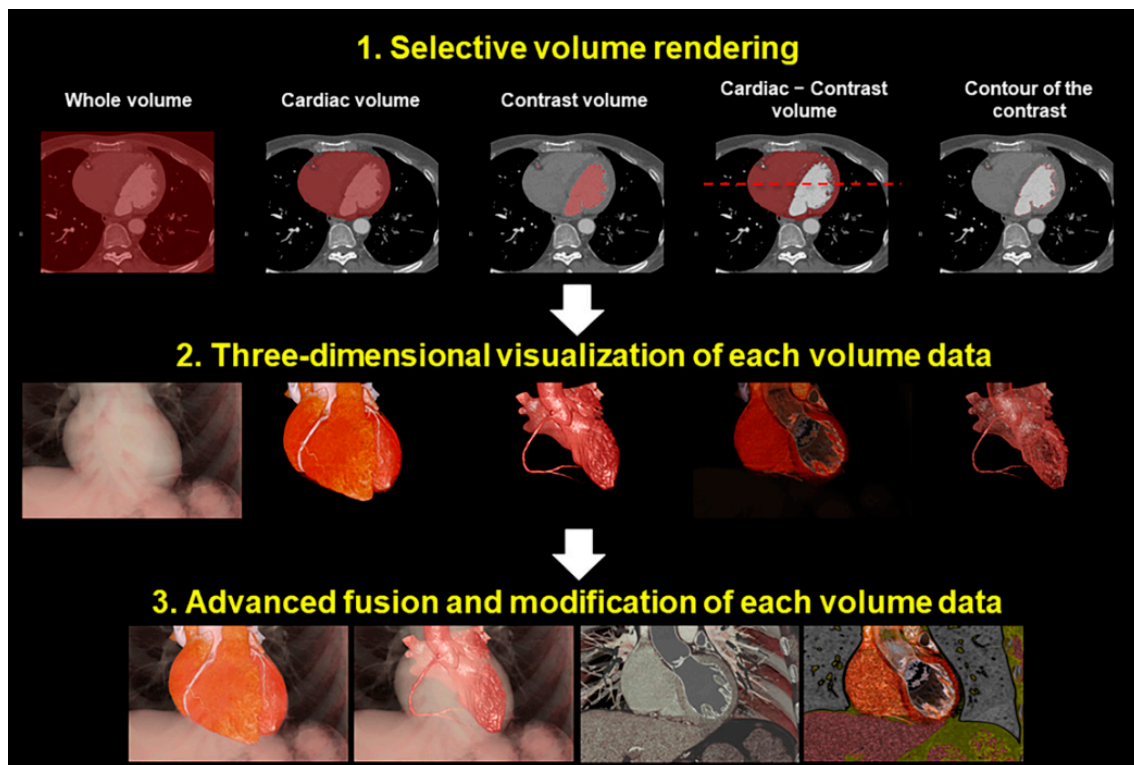 1. Selective volume rendering
Whole volume
Cardiac volume
Contrast volume
Cardiac − Contrast
volume
Contour of the
contrast
2. Three-dimensional visualization of each volume data
3. Advanced fusion and modification of each volume data